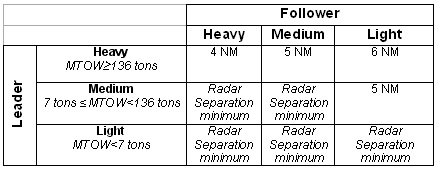 Follower
Heavy Medium Light
Leader
Heavy 4 NM 5 NM 6 NM
MTOW≥136 tons
Medium Radar Radar 5 NM
7 tons ≤ MTOW<136 tons Separation Separation
minimum minimum
Light Radar Radar Radar
MTOW<7 tons Separation Separation Separation
minimum minimum minimum